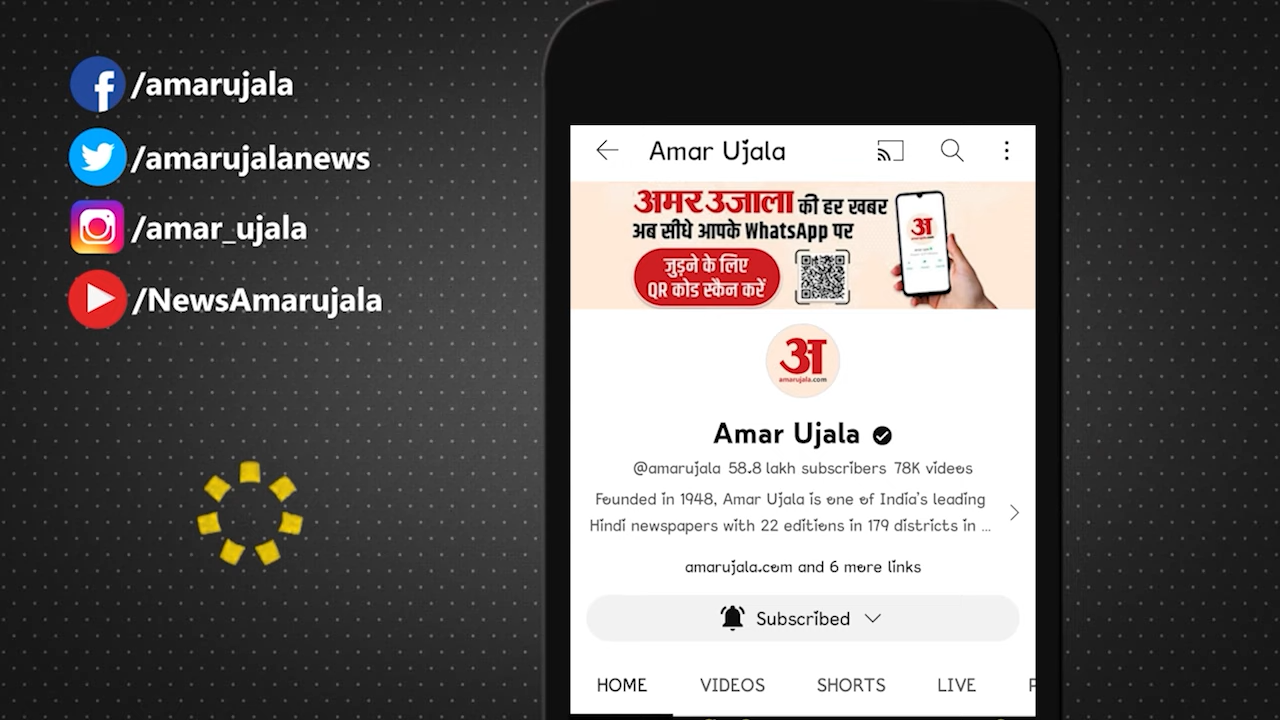 /amarujala
/amarujalanews
/amar_ujala
/NewsAmarujala
Amar Ujala
अमर उजाला की हर खबर
अब सीधे आपके WhatsApp पर
जुड़ने के लिए
QR कोड स्कैन करें
अ
अ
amarujala.com
Amar Ujala
@amarujala 58.8 lakh subscribers 78K videos
Founded in 1948, Amar Ujala is one of India's leading
Hindi newspapers with 22 editions in 179 districts in ...
amarujala.com and 6 more links
Subscribed
HOME VIDEOS SHORTS LIVE